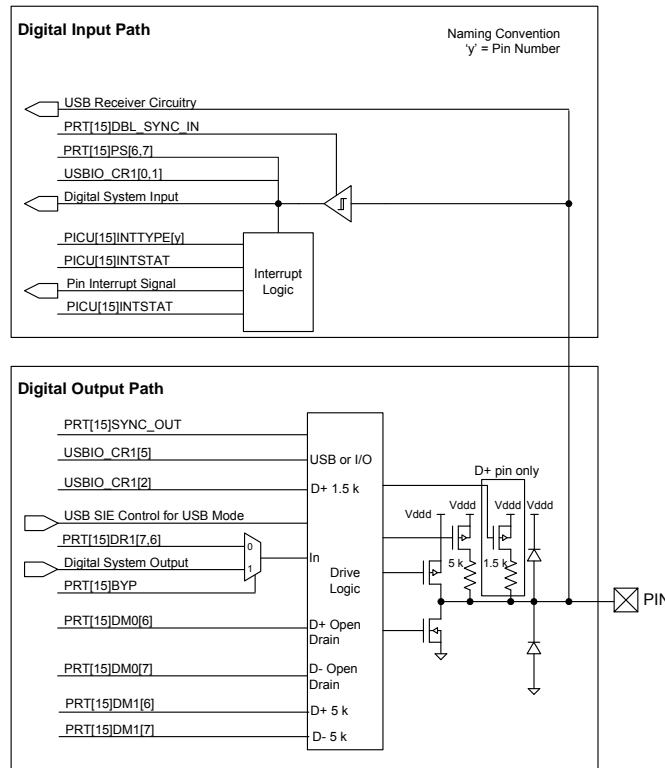 Digital Input Path
Naming Convention
‘y’ = Pin Number
USB Receiver Circuitry
PRT[15]DBL_SYNC_IN
PRT[15]PS[6,7]
USBIO_CR1[0,1]
Digital System Input
PICU[15]INTTYPE[y]
PICU[15]INTSTAT
Pin Interrupt Signal
PICU[15]INTSTAT
Interrupt
Logic
Digital Output Path
PRT[15]SYNC_OUT
USBIO_CR1[5]
USB or I/O
D+ pin only
USBIO_CR1[2]
D+ 1.5 k
USB SIE Control for USB Mode
Vddd
Vddd
Vddd
Vddd
PRT[15]DR1[7,6]
0
Digital System Output
1
In
5 k
1.5 k
PRT[15]BYP
Drive
Logic
PIN
PRT[15]DM0[6]
D+ Open
Drain
PRT[15]DM0[7]
D- Open
Drain
PRT[15]DM1[6]
D+ 5 k
PRT[15]DM1[7]
D- 5 k